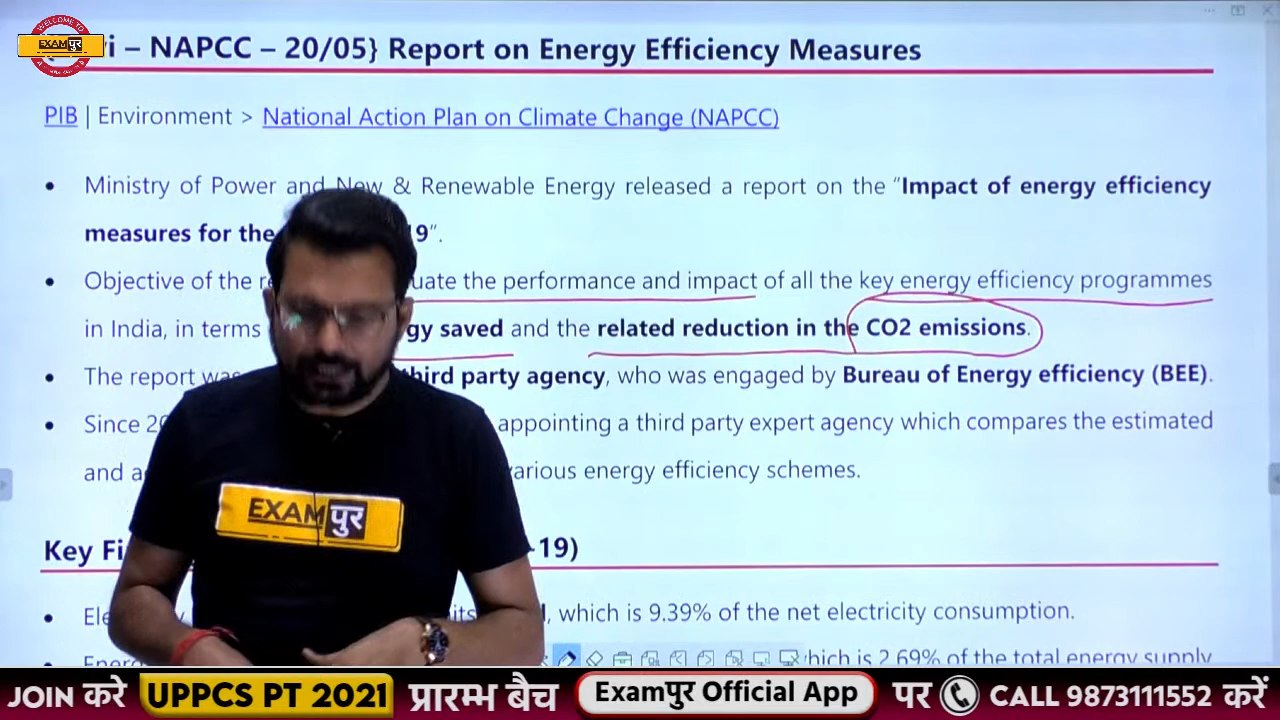 WELCOME TO
EXAMपुर
i – NAPCC – 20/05} Report on Energy Efficiency Measures
PIB | Environment > National Action Plan on Climate Change (NAPCC)
• Ministry of Power and New & Renewable Energy released a report on the “Impact of energy efficiency
measures for the 19”.
• Objective of the uate the performance and impact of all the key energy efficiency programmes
in India, in terms gy saved and the related reduction in the CO2 emissions.
• The report was third party agency, who was engaged by Bureau of Energy efficiency (BEE).
• Since 20 appointing a third party expert agency which compares the estimated
and a various energy efficiency schemes.
Key Fi -19)
• Ele its , which is 9.39% of the net electricity consumption.
• Energ which is 2.69% of the total energy supply
EXAMपुर
JOIN करे UPPCS PT 2021 प्रारम्भ बैच Examपुर Official App पर CALL 9873111552 करें